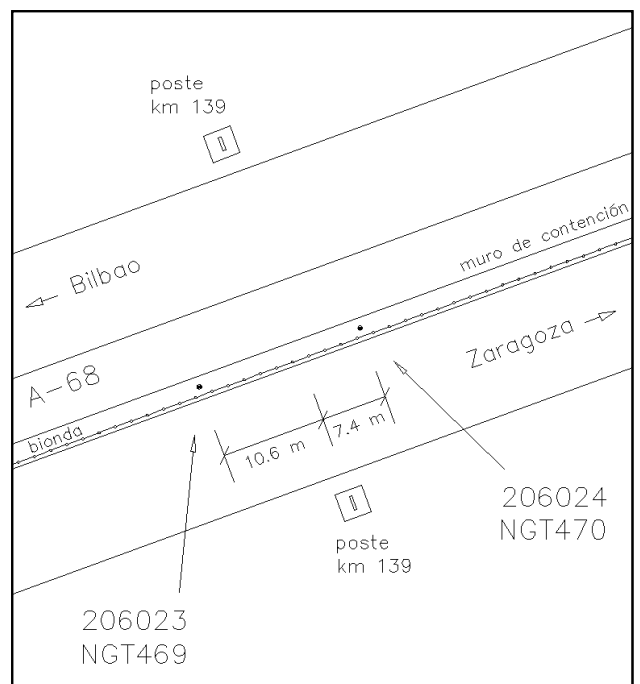 poste
km 139
Bilbao
muro de contención
Zaragoza
A-68
bionda
10.6 m
7.4 m
206024
NGT470
poste
km 139
206023
NGT469